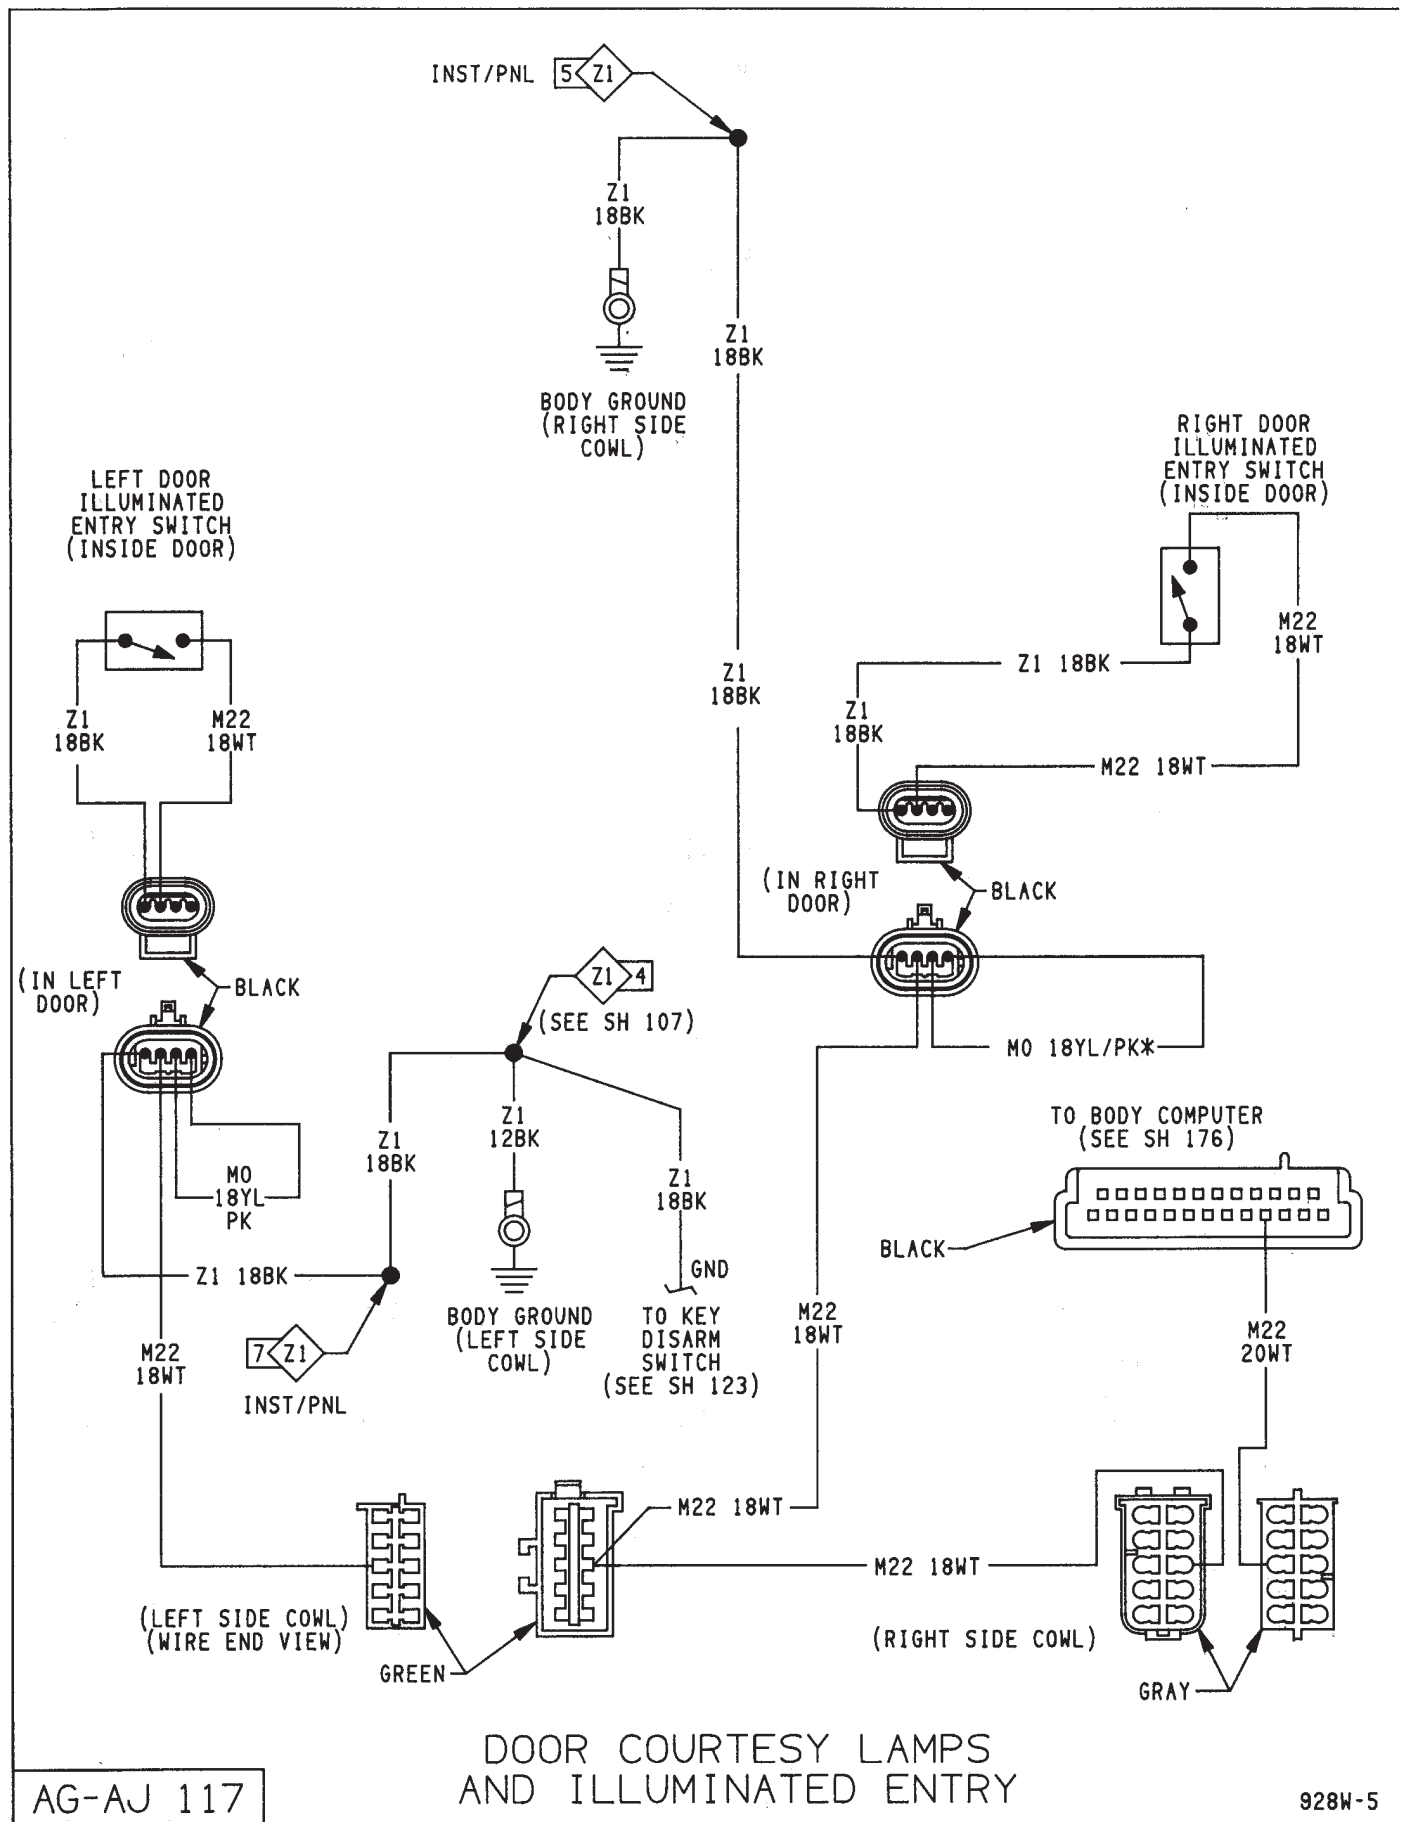 INST/PNL 5 Z1
Z1
18BK
BODY GROUND
(RIGHT SIDE
COWL)
Z1
18BK
RIGHT DOOR
ILLUMINATED
ENTRY SWITCH
(INSIDE DOOR)
LEFT DOOR
ILLUMINATED
ENTRY SWITCH
(INSIDE DOOR)
M22
18WT
Z1 18BK
Z1
18BK
Z1
18BK
Z1
18BK
M22
18WT
M22 18WT
(IN RIGHT
DOOR)
BLACK
(IN LEFT
DOOR)
BLACK
Z1 4
(SEE SH 107)
M0 18YL/PK*
Z1
12BK
Z1
18BK
Z1
18BK
M0
18YL
PK
TO BODY COMPUTER
(SEE SH 176)
BLACK
Z1 18BK
GND
BODY GROUND
(LEFT SIDE
COWL)
TO KEY
DISARM
SWITCH
(SEE SH 123)
M22
18WT
M22
20WT
M22
18WT
7 Z1
INST/PNL
M22 18WT
M22 18WT
(LEFT SIDE COWL)
(WIRE END VIEW)
GREEN
(RIGHT SIDE COWL)
GRAY
DOOR COURTESY LAMPS
AND ILLUMINATED ENTRY
AG-AJ 117
928W-5